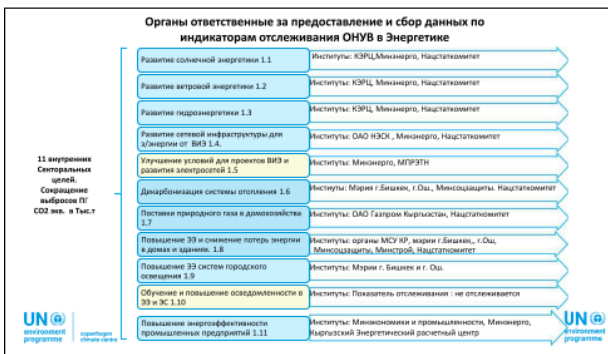 Органы ответственные за предоставление и сбор данных по
индикаторам отслеживания ОНУВ в Энергетике
11 внутренних
Секторальных
целей.
Сокращение
выбросов ПГ
СО2 экв. в Тыс.т
Развитие солнечной энергетики 1.1
Институты: КЭРЦ,Минэнерго, Нацстаткомитет
Развитие ветровой энергетики 1.2
Институты: КЭРЦ, Минэнерго, Нацстаткомитет
Развитие гидроэнергетики 1.3
Институты: КЭРЦ, Минэнерго, Нацстаткомитет
Развитие сетевой инфраструктуры для
э/энергии от ВИЭ 1.4.
Институты: ОАО НЭСК , Минэнерго, Нацстаткомитет
Улучшение условий для проектов ВИЭ и
развития электросетей 1.5
Институты: Минэнерго, МПРЭТН
Декарбонизация системы отопления 1.6
Институты: Мэрия г.Бишкек, г.Ош., Минсоцзащиты. Нацстаткомитет
Поставки природного газа в домохозяйства
1.7
Институты: ОАО Газпром Кыргызстан, Нацстаткомитет
Повышение ЭЭ и снижение потерь энергии
в домах и зданиях. 1.8
Институты: органы МСУ КР, мэрии г.Бишкек,, г.Ош,
Минсоцзащиты, Минстрой, Нацстаткомитет
Повышение ЭЭ систем городского
освещения 1.9
Институты: Мэрии г. Бишкек и г. Ош.
Обучение и повышение осведомленности в
ЭЭ и ЭС 1.10
Институты: Показатель отслеживания : не отслеживается
Повышение энергоэффективности
промышленных предприятий 1.11
Институты: Минэкономики и промышленности, Минэнерго,
Кыргызский Энергетический расчетный центр
UN
environment
programme
copenhagen
climate centre
UN
environment
programme